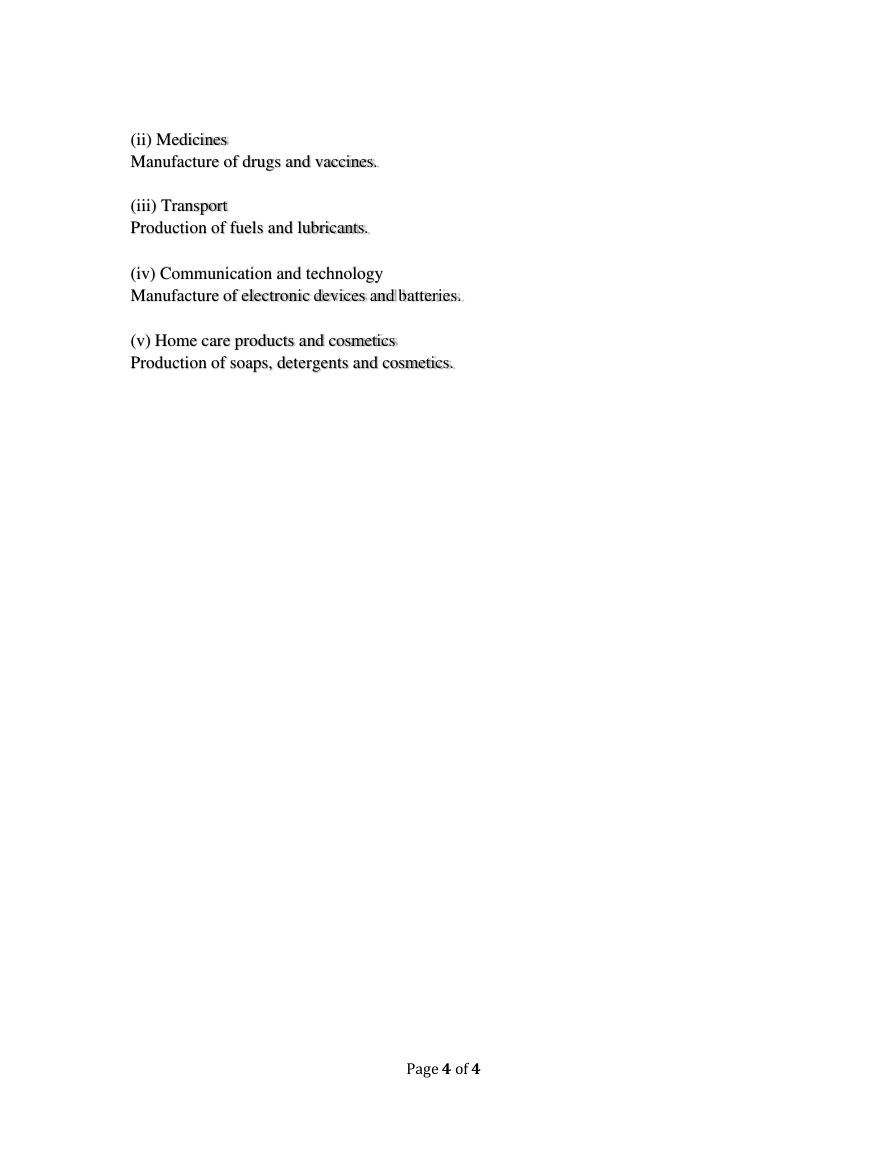 (ii) Medicines
Manufacture of drugs and vaccines.
(iii) Transport
Production of fuels and lubricants.
(iv) Communication and technology
Manufacture of electronic devices and batteries.
(v) Home care products and cosmetics
Production of soaps, detergents and cosmetics.
Page 4 of 4